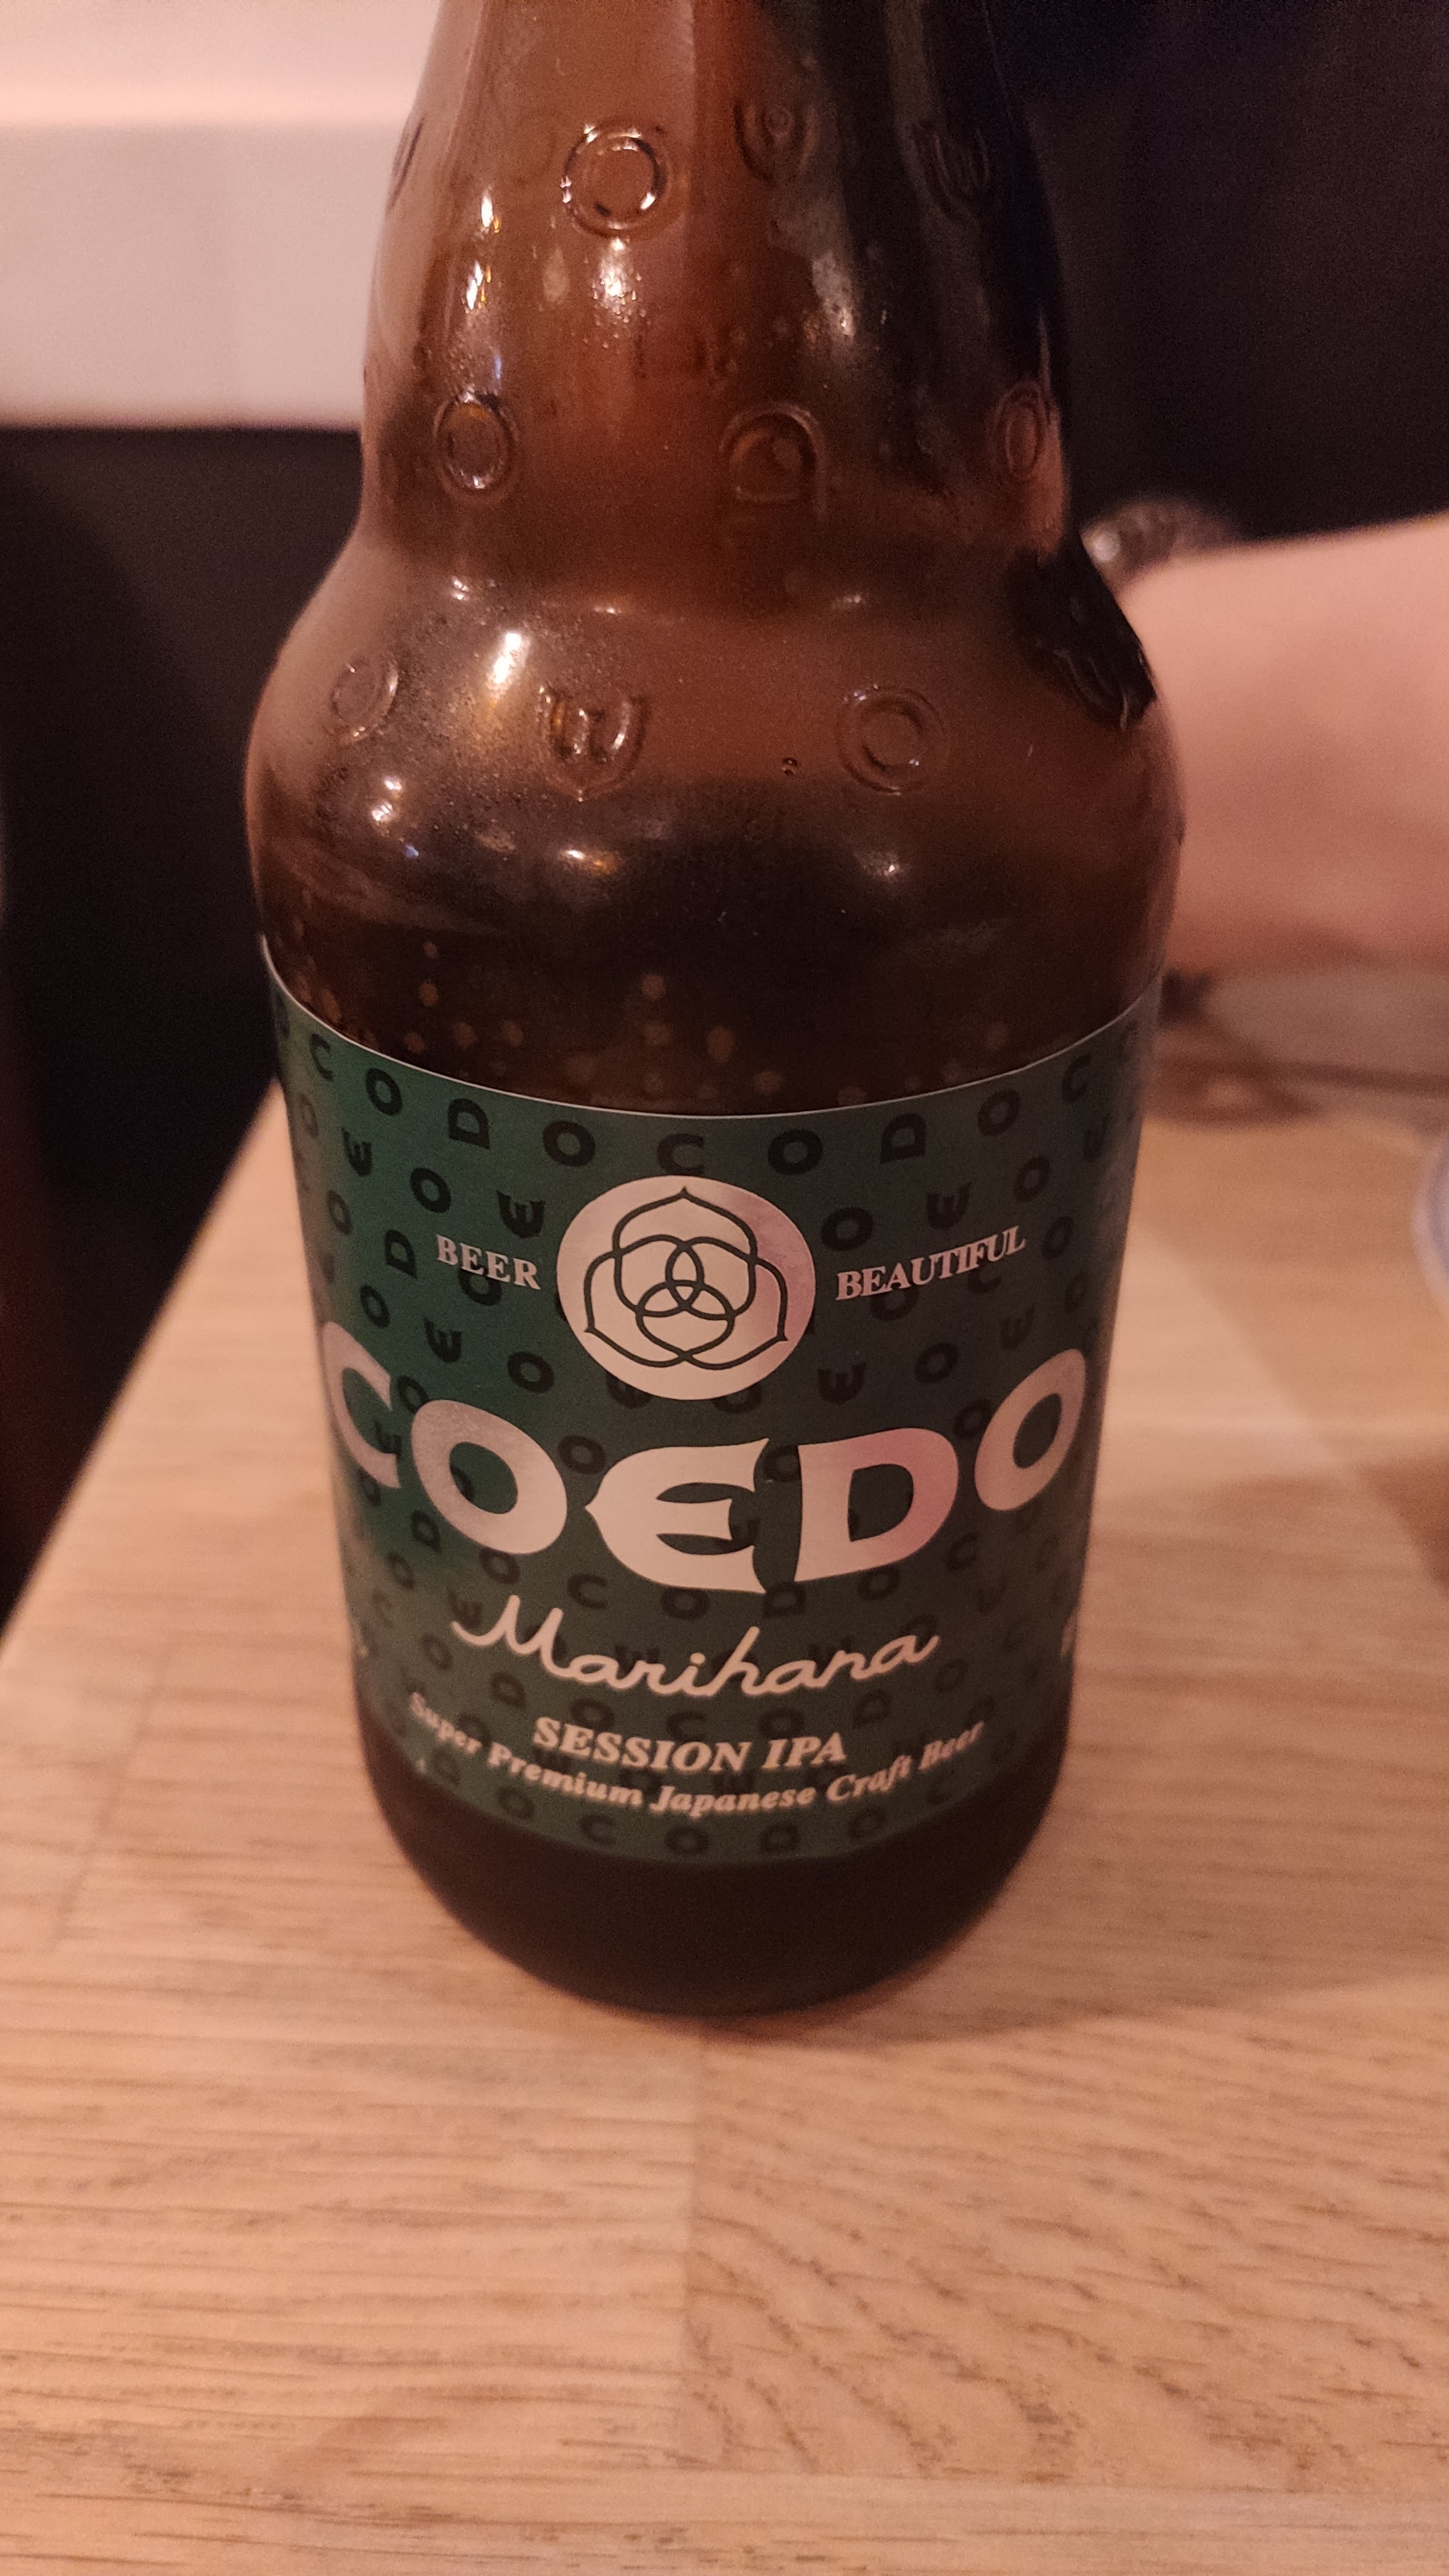 BEER BEAUTIFUL
COEDO
Marihana
SESSION IPA
Super Premium Japanese Craft Beer